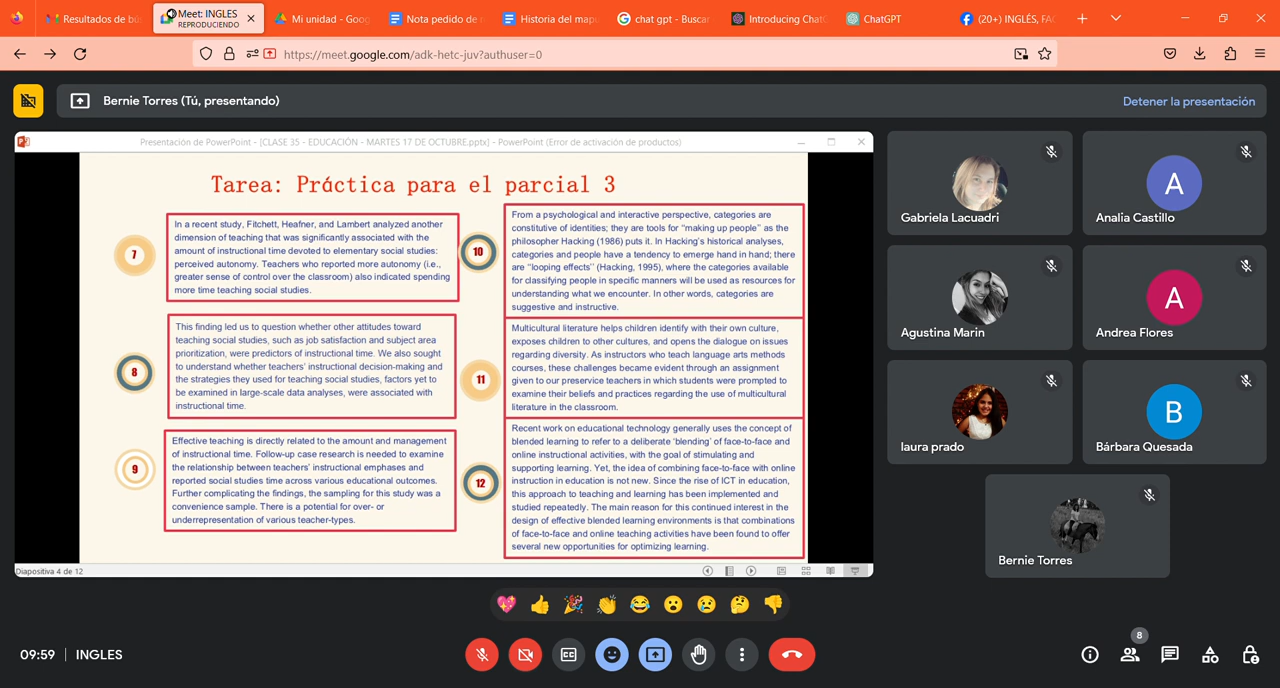 Resultados de bús
Meet: INGLES
REPRODUCIENDO
Mi unidad - Goog
Nota pedido de
Historia del mapu
chat gpt - Buscar
Introducing ChatG
ChatGPT
(20+) INGLÉS, FAC
https://meet.google.com/adk-hetc-juv?authuser=0
Bernie Torres (Tú, presentando)
Detener la presentación
Presentación de PowerPoint - [CLASE 35 - EDUCACIÓN - MARTES 17 DE OCTUBRE.pptx] - PowerPoint (Error de activación de productos)
Tarea: Práctica para el parcial 3
7
In a recent study, Fitchett, Heafner, and Lambert analyzed another
dimension of teaching that was significantly associated with the
amount of instructional time devoted to elementary social studies:
perceived autonomy. Teachers who reported more autonomy (i.e.,
greater sense of control over the classroom) also indicated spending
more time teaching social studies.
8
This finding led us to question whether other attitudes toward
teaching social studies, such as job satisfaction and subject area
prioritization, were predictors of instructional time. We also sought
to understand whether teachers' instructional decision-making and
the strategies they used for teaching social studies, factors yet to
be examined in large-scale data analyses, were associated with
instructional time.
9
Effective teaching is directly related to the amount and management
of instructional time. Follow-up case research is needed to examine
the relationship between teachers' instructional emphases and
reported social studies time across various educational outcomes.
Further complicating the findings, the sampling for this study was a
convenience sample. There is a potential for over- or
underrepresentation of various teacher-types.
10
From a psychological and interactive perspective, categories are
constitutive of identities; they are tools for "making up people" as the
philosopher Hacking (1986) puts it. In Hacking's historical analyses,
categories and people have a tendency to emerge hand in hand; there
are "looping effects" (Hacking, 1995), where the categories available
for classifying people in specific manners will be used as resources for
understanding what we encounter. In other words, categories are
suggestive and instructive.
11
Multicultural literature helps children identify with their own culture,
exposes children to other cultures, and opens the dialogue on issues
regarding diversity. As instructors who teach language arts methods
courses, these challenges became evident through an assignment
given to our preservice teachers in which students were prompted to
examine their beliefs and practices regarding the use of multicultural
literature in the classroom.
12
Recent work on educational technology generally uses the concept of
blended learning to refer to a deliberate 'blending' of face-to-face and
online instructional activities, with the goal of stimulating and
supporting learning. Yet, the idea of combining face-to-face with online
instruction in education is not new. Since the rise of ICT in education,
this approach to teaching and learning has been implemented and
studied repeatedly. The main reason for this continued interest in the
design of effective blended learning environments is that combinations
of face-to-face and online teaching activities have been found to offer
several new opportunities for optimizing learning.
Diapositiva 4 de 12
Gabriela Lacuadri
A
Analia Castillo
Agustina Marin
A
Andrea Flores
laura prado
B
Bárbara Quesada
Bernie Torres
09:59
INGLES
8